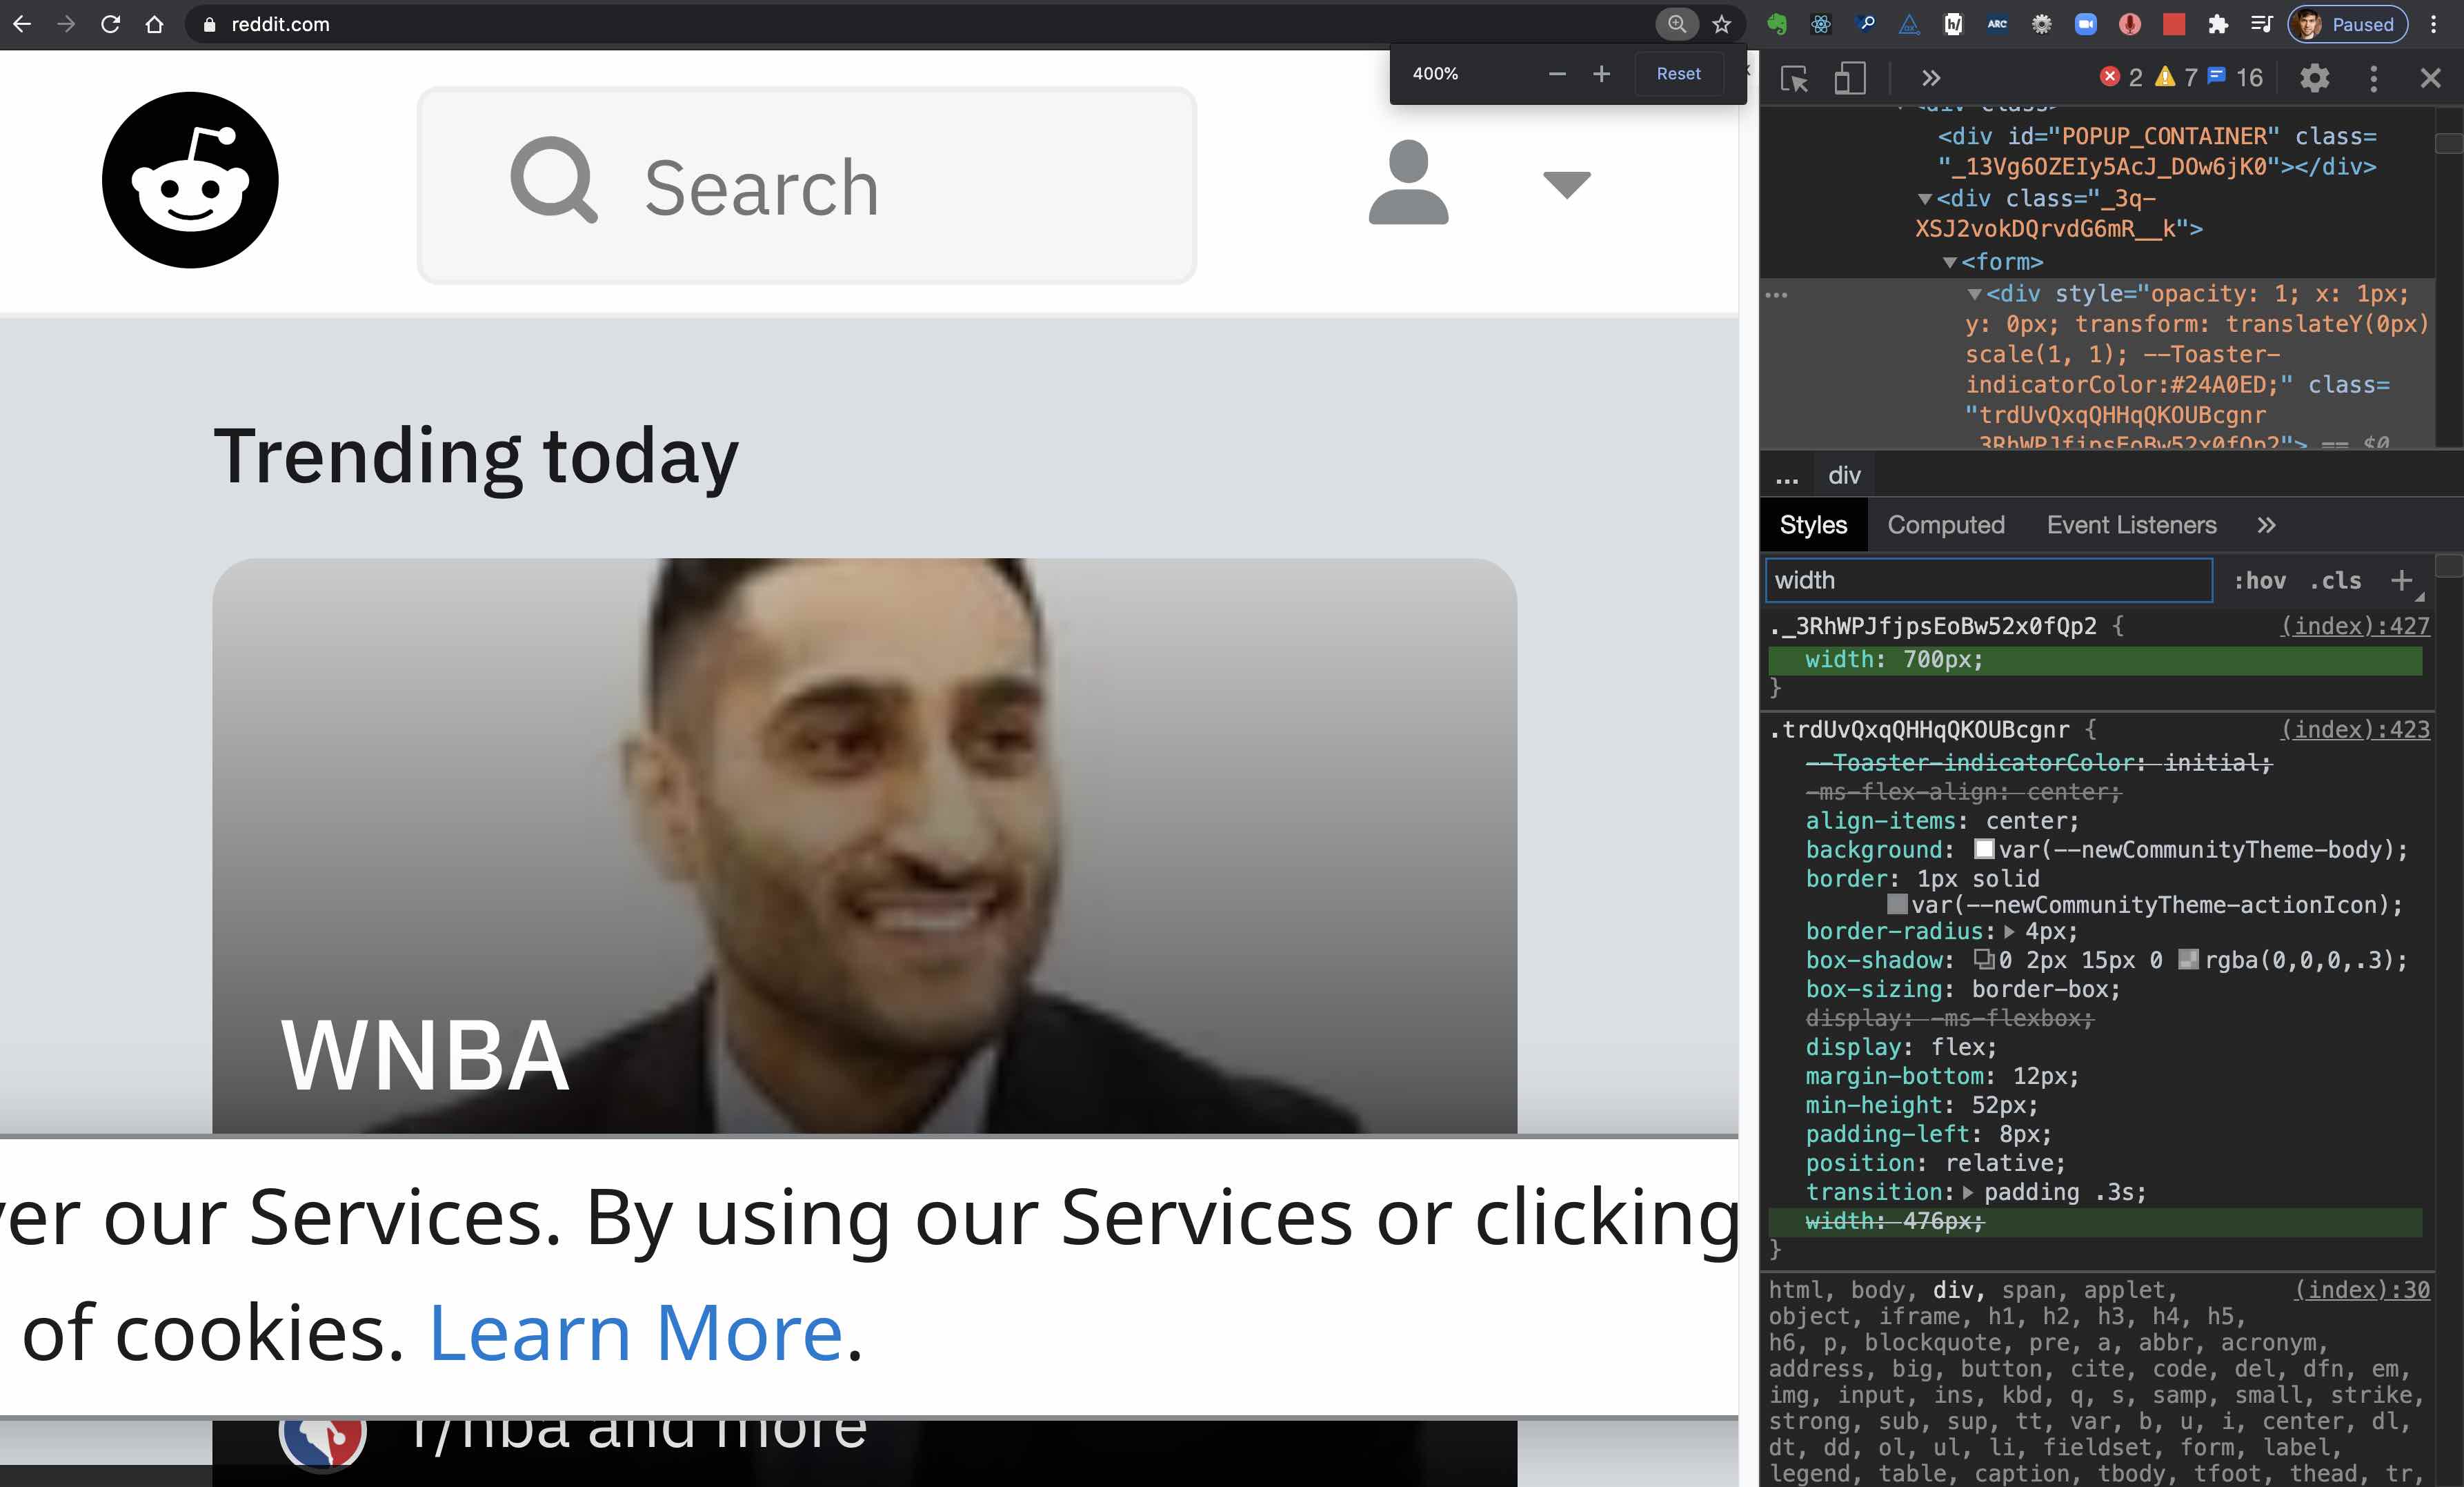 reddit.com
Paused
400%
Reset
2
7
16
<div id="POPUP_CONTAINER" class=
"_13Vg6OZEIy5AcJ_DOw6jK0"></div>
<div class="_3q-
XSJ2vokDQrvdG6mR__k">
<form>
<div style="opacity: 1; x: 1px;
y: 0px; transform: translateY(0px)
scale(1, 1); --Toaster-
indicatorColor:#24A0ED;" class=
"trdUvQxqQHHqQKOUBcgnr
_3RhWPJfjpsEoBw52x0fQp2"> == $0
... div
Styles Computed Event Listeners
width
:hov .cls
._3RhWPJfjpsEoBw52x0fQp2 { (index):427
width: 700px;
}
.trdUvQxqQHHqQKOUBcgnr { (index):423
--Toaster-indicatorColor: initial;
-ms-flex-align: center;
align-items: center;
background: var(--newCommunityTheme-body);
border: 1px solid
var(--newCommunityTheme-actionIcon);
border-radius: 4px;
box-shadow: 0 2px 15px 0 rgba(0,0,0,.3);
box-sizing: border-box;
display: -ms-flexbox;
display: flex;
margin-bottom: 12px;
min-height: 52px;
padding-left: 8px;
position: relative;
transition: padding .3s;
width: 476px;
}
html, body, div, span, applet, (index):30
object, iframe, h1, h2, h3, h4, h5,
h6, p, blockquote, pre, a, abbr, acronym,
address, big, button, cite, code, del, dfn, em,
img, input, ins, kbd, q, s, samp, small, strike,
strong, sub, sup, tt, var, b, u, i, center, dl,
dt, dd, ol, ul, li, fieldset, form, label,
legend, table, caption, tbody, tfoot, thead, tr,
Search
Trending today
WNBA
er our Services. By using our Services or clicking
of cookies. Learn More.
r/nba and more